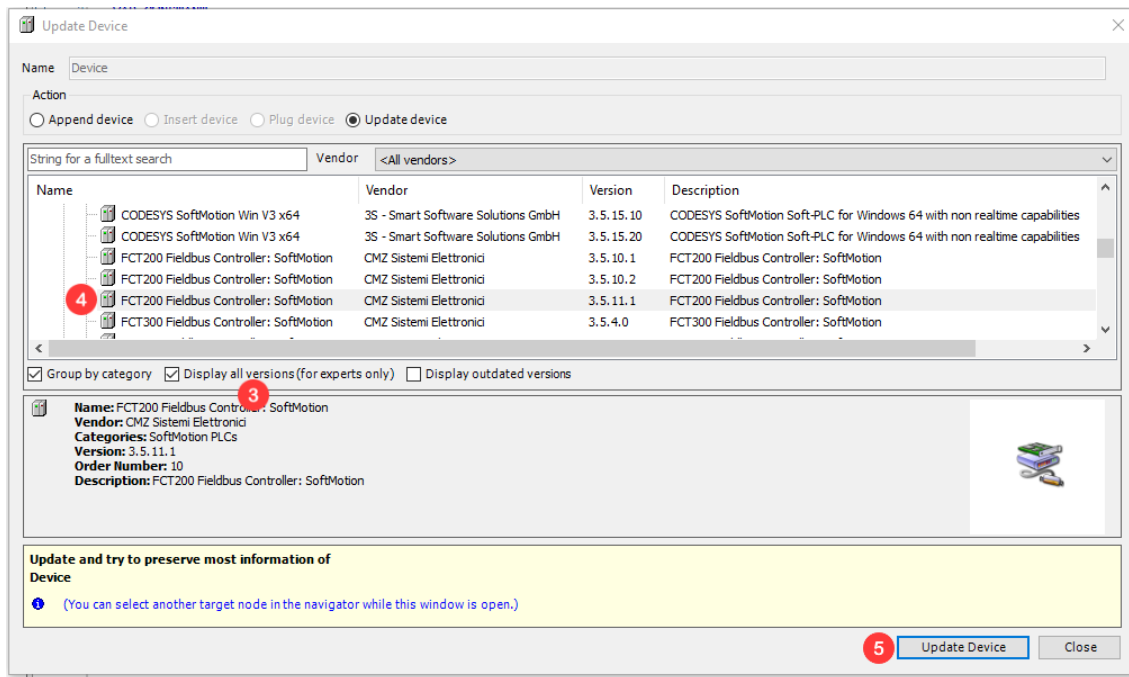 Update Device
Name Device
Action
Append device Insert device Plug device Update device
String for a fulltext search Vendor <All vendors>
Name Vendor Version Description
CODESYS SoftMotion Win V3 x64 3S - Smart Software Solutions GmbH 3.5.15.10 CODESYS SoftMotion Soft-PLC for Windows 64 with non realtime capabilities
CODESYS SoftMotion Win V3 x64 3S - Smart Software Solutions GmbH 3.5.15.20 CODESYS SoftMotion Soft-PLC for Windows 64 with non realtime capabilities
FCT200 Fieldbus Controller: SoftMotion CMZ Sistemi Elettronici 3.5.10.1 FCT200 Fieldbus Controller: SoftMotion
FCT200 Fieldbus Controller: SoftMotion CMZ Sistemi Elettronici 3.5.10.2 FCT200 Fieldbus Controller: SoftMotion
4 FCT200 Fieldbus Controller: SoftMotion CMZ Sistemi Elettronici 3.5.11.1 FCT200 Fieldbus Controller: SoftMotion
FCT300 Fieldbus Controller: SoftMotion CMZ Sistemi Elettronici 3.5.4.0 FCT300 Fieldbus Controller: SoftMotion
Group by category Display all versions (for experts only) Display outdated versions
3
Name: FCT200 Fieldbus Controller: SoftMotion
Vendor: CMZ Sistemi Elettronici
Categories: SoftMotion PLCs
Version: 3.5.11.1
Order Number: 10
Description: FCT200 Fieldbus Controller: SoftMotion
Update and try to preserve most information of
Device
(You can select another target node in the navigator while this window is open.)
5 Update Device Close